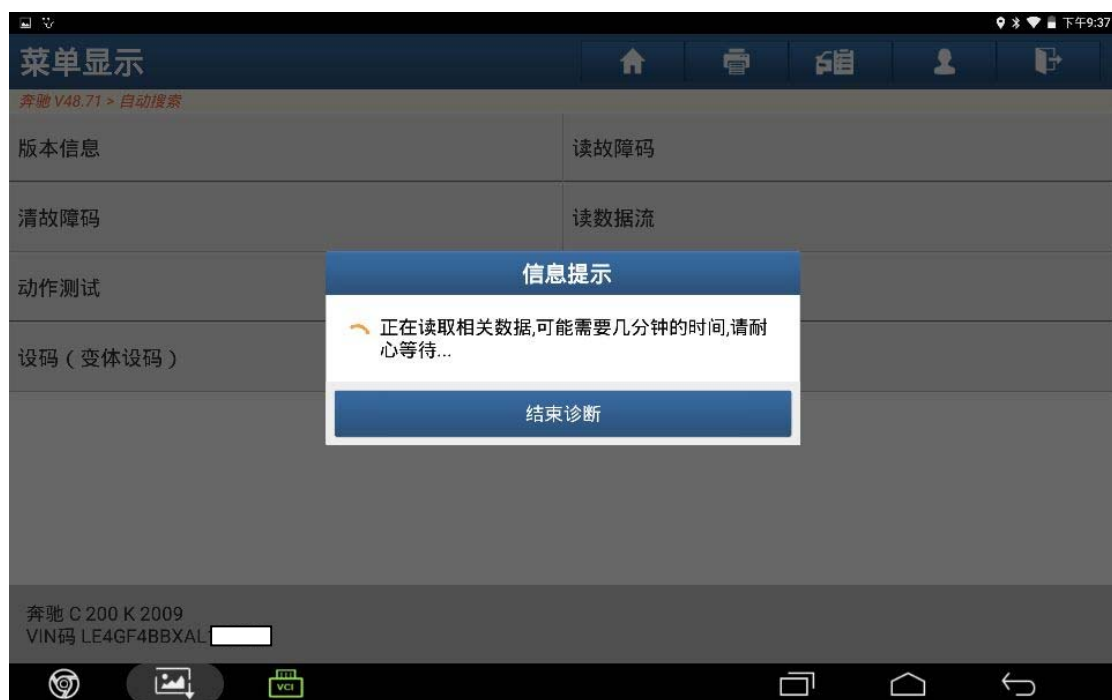 下午9:37
菜单显示
奔驰 V48.71 > 自动搜索
版本信息
读故障码
清故障码
读数据流
动作测试
设码（变体设码）
信息提示
正在读取相关数据,可能需要几分钟的时间,请耐
心等待...
结束诊断
奔驰 C 200 K 2009
VIN码 LE4GF4BBXAL
VCI